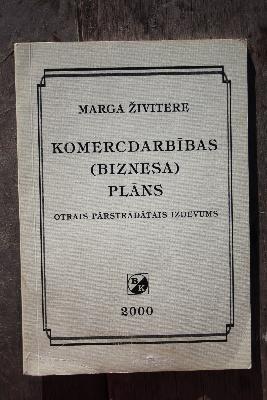 MARGA ŽIVITERE
KOMERCDARBĪBAS
(BIZNESA)
PLĀNS
OTRAIS PĀRSTRĀDĀTAIS IZDEVUMS
B
K
2000